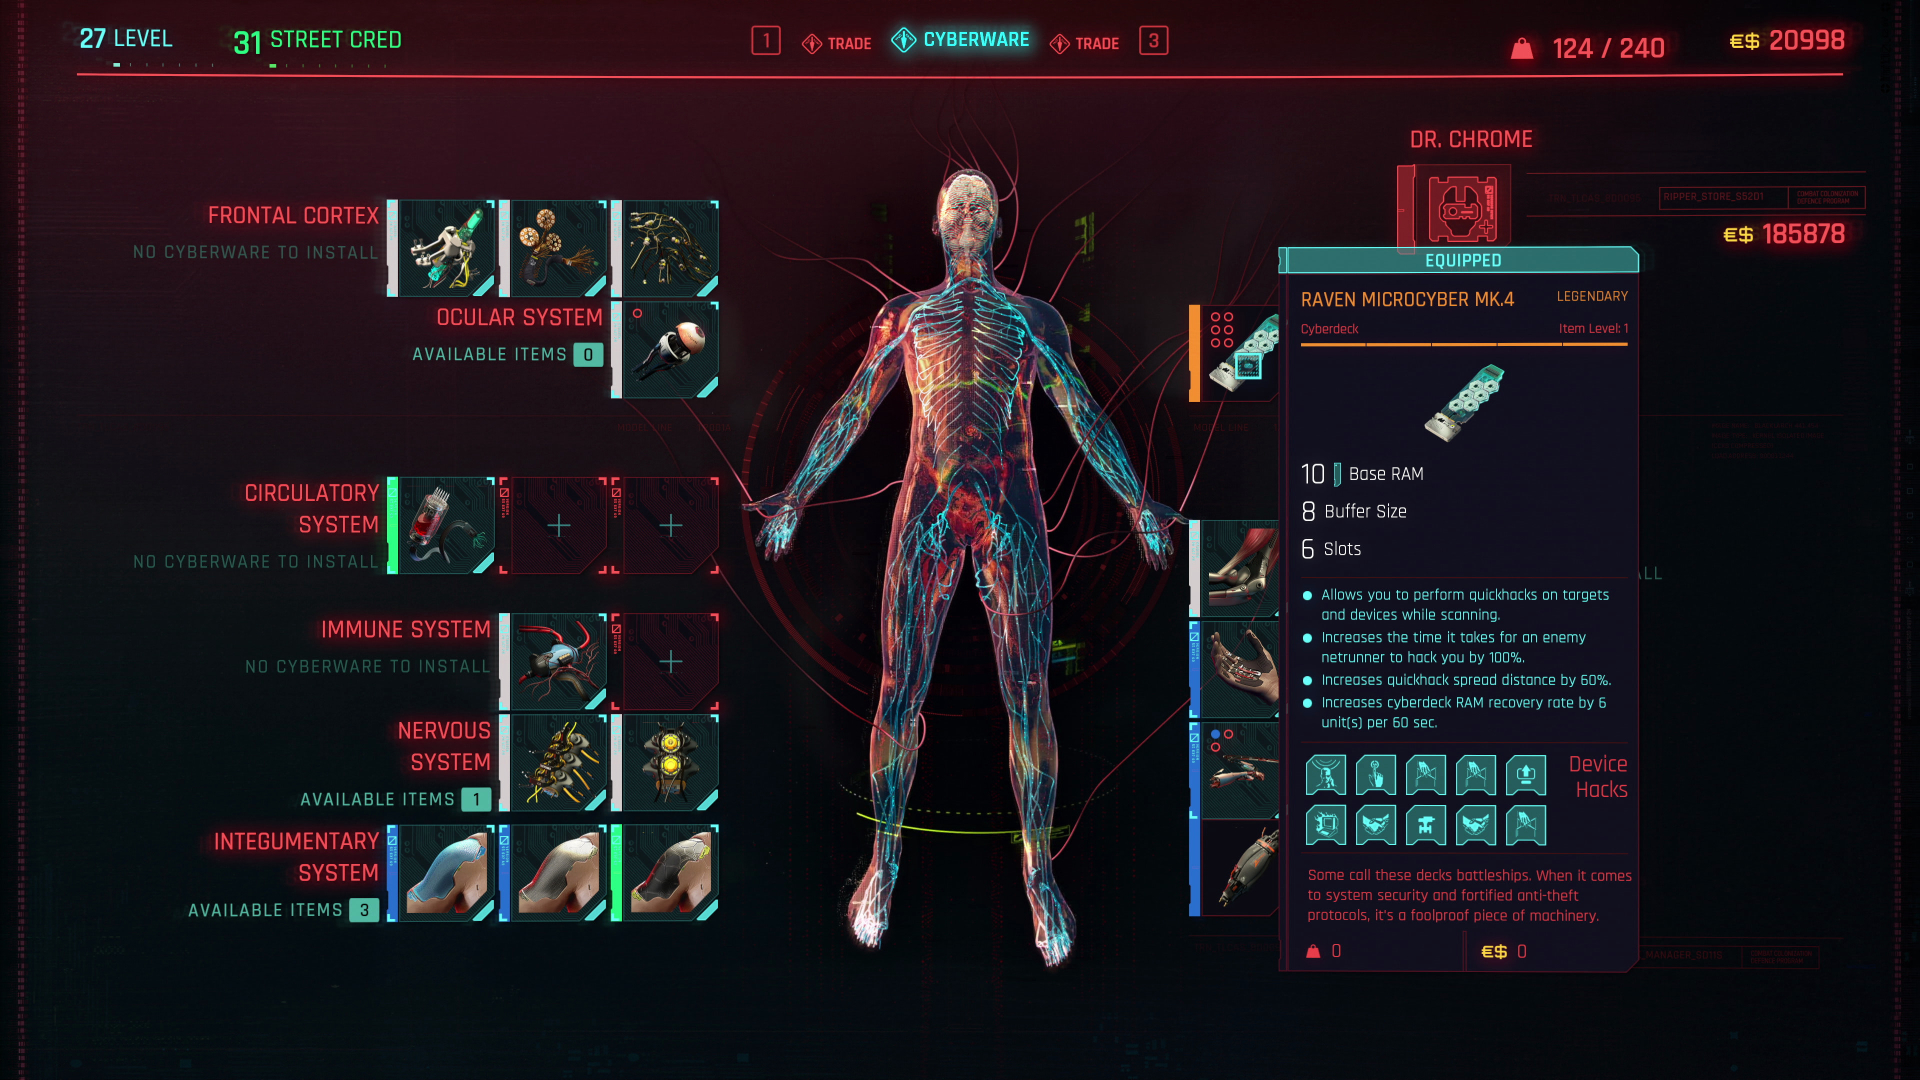 27 LEVEL
31 STREET CRED
1 TRADE CYBERWARE TRADE 3
124 / 240
€$ 20998
DR. CHROME
RIPPER_STORE_S5201
€$ 185878
FRONTAL CORTEX
NO CYBERWARE TO INSTALL
OCULAR SYSTEM
AVAILABLE ITEMS 0
CIRCULATORY
SYSTEM
NO CYBERWARE TO INSTALL
IMMUNE SYSTEM
NO CYBERWARE TO INSTALL
NERVOUS
SYSTEM
AVAILABLE ITEMS 1
INTEGUMENTARY
SYSTEM
AVAILABLE ITEMS 3
EQUIPPED
RAVEN MICROCYBER MK.4 LEGENDARY
Cyberdeck Item Level: 1
10 Base RAM
8 Buffer Size
6 Slots
Allows you to perform quickhacks on targets
and devices while scanning.
Increases the time it takes for an enemy
netrunner to hack you by 100%.
Increases quickhack spread distance by 60%.
Increases cyberdeck RAM recovery rate by 6
unit(s) per 60 sec.
Device
Hacks
Some call these decks battleships. When it comes
to system security and fortified anti-theft
protocols, it's a foolproof piece of machinery.
0 €$ 0